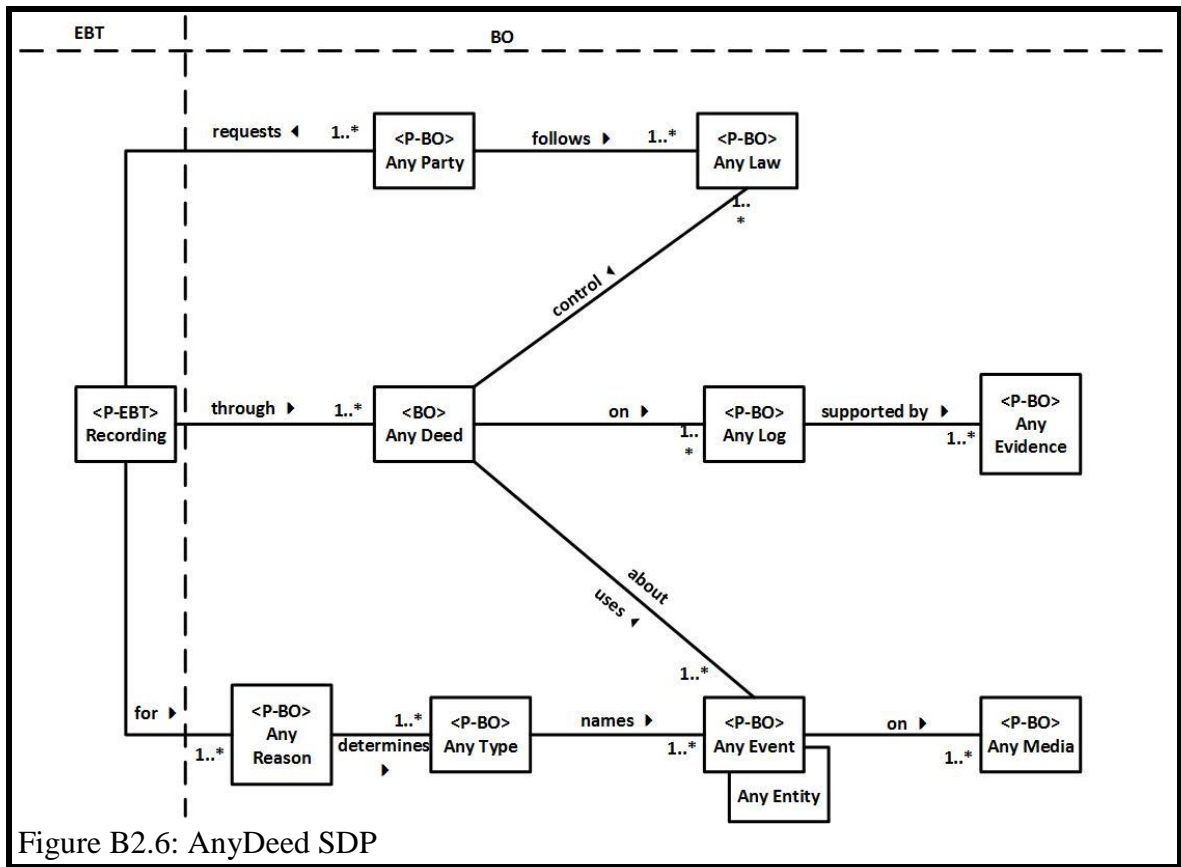 EBT
BO
requests ◄ 1..*
<P-BO>
Any Party
follows ► 1..*
<P-BO>
Any Law
1..
*
control
<P-EBT>
Recording
through ► 1..*
<BO>
Any Deed
on ►
1..
*
<P-BO>
Any Log
supported by ►
1..*
<P-BO>
Any
Evidence
about
uses
1..*
for ►
1..*
<P-BO>
Any
Reason
1..*
determines
►
<P-BO>
Any Type
names ►
1..*
<P-BO>
Any Event
Any Entity
on ►
1..*
<P-BO>
Any Media
Figure B2.6: AnyDeed SDP